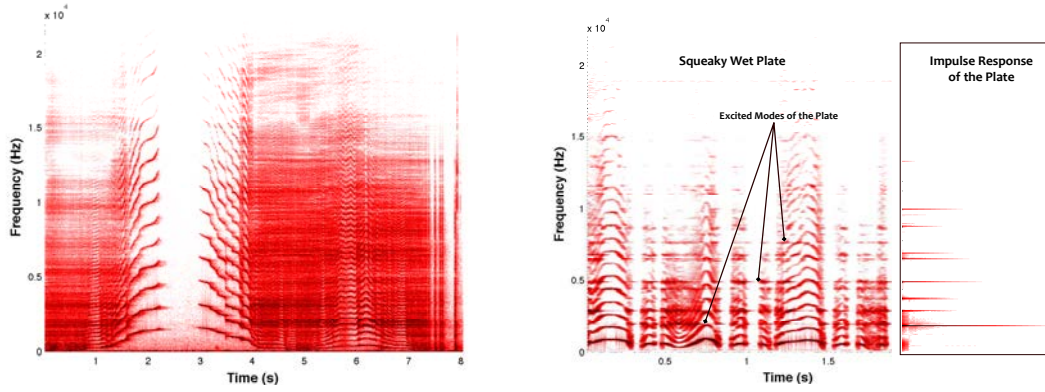 x 10⁴
2
1.5
1
0.5
0
Frequency (Hz)
1 2 3 4 5 6 7 8
Time (s)
x 10⁴
2
1.5
1
0.5
0
Frequency (Hz)
Squeaky Wet Plate
Excited Modes of the Plate
0.5 1 1.5
Time (s)
Impulse Response
of the Plate